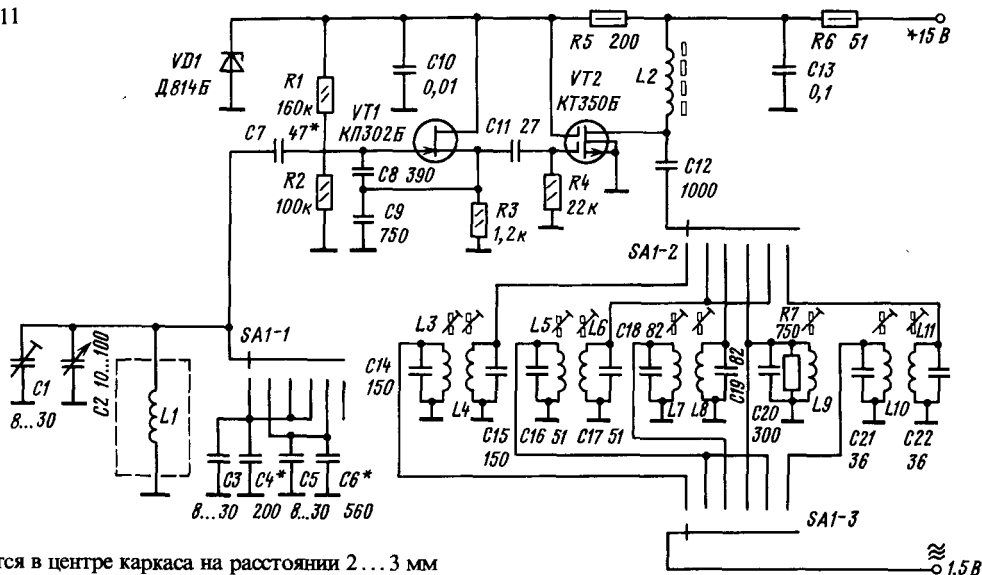 11
VD1
Д814Б
R1
160к
C10
0,01
R5 200
L2
R6 51
*15 В
C13
0,1
VT1
КП302Б
VT2
КТ350Б
C7
47*
C11 27
C12
1000
R2
100к
C8 390
C9
750
R3
1,2к
R4
22к
SA1-2
SA1-1
C1
8...30
C2 10...100
L1
C3
8...30
C4*
200
C5
8...30
C6*
560
L3
C14
150
L4
C15
150
L5
L6
C16 51
C17 51
C18 82
L7
L8
C19 82
R7
750
C20
300
L9
L10
L11
C21
36
C22
36
SA1-3
≈
1,5 В
тся в центре каркаса на расстоянии 2...3 мм